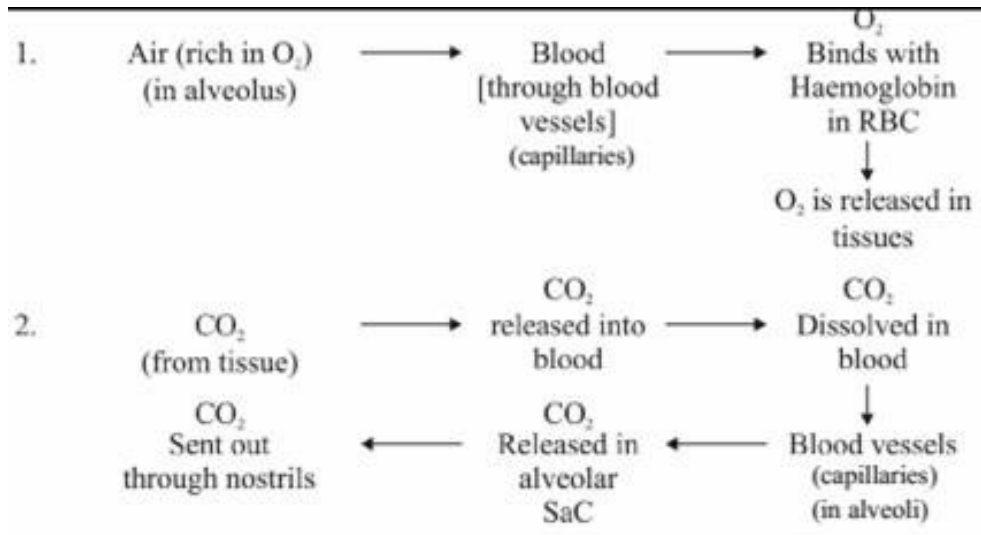 1.
Air (rich in O₂)
(in alveolus)
Blood
[through blood
vessels]
(capillaries)
O₂
Binds with
Haemoglobin
in RBC
O₂ is released in
tissues
2.
CO₂
(from tissue)
CO₂
released into
blood
CO₂
Dissolved in
blood
Blood vessels
(capillaries)
(in alveoli)
CO₂
Released in
alveolar
SaC
CO₂
Sent out
through nostrils